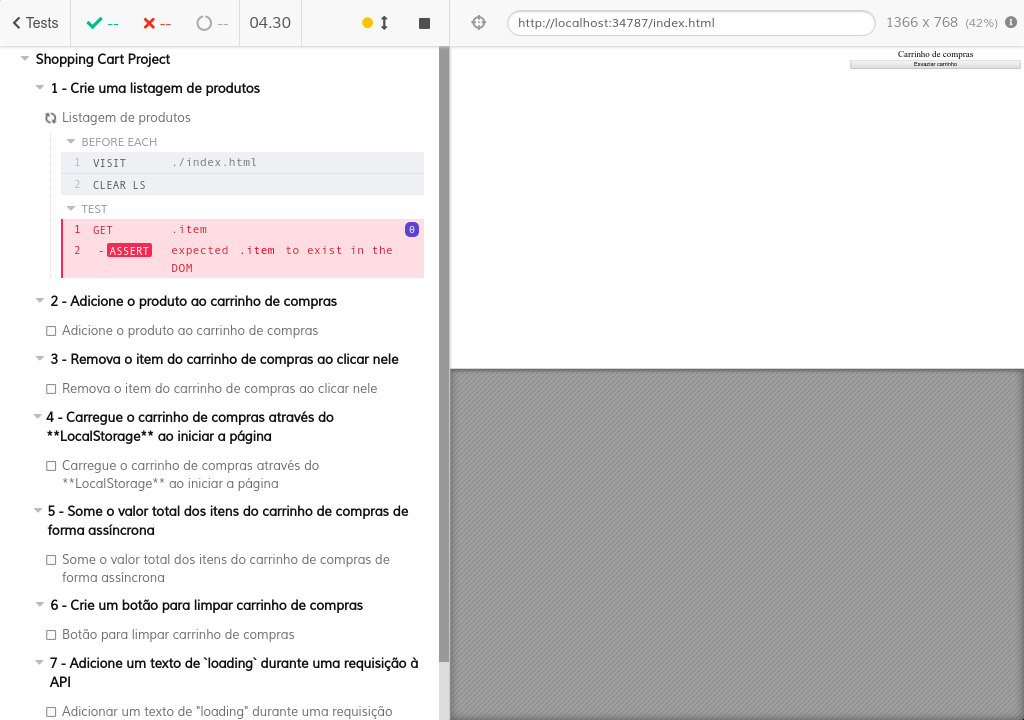 Tests -- -- -- 04.30
http://localhost:34787/index.html 1366 x 768 (42%)
Shopping Cart Project
1 - Crie uma listagem de produtos
Listagem de produtos
BEFORE EACH
1 VISIT ./index.html
2 CLEAR LS
TEST
1 GET .item 0
2 -ASSERT expected .item to exist in the
DOM
2 - Adicione o produto ao carrinho de compras
Adicione o produto ao carrinho de compras
3 - Remova o item do carrinho de compras ao clicar nele
Remova o item do carrinho de compras ao clicar nele
4 - Carregue o carrinho de compras através do
**LocalStorage** ao iniciar a página
Carregue o carrinho de compras através do
**LocalStorage** ao iniciar a página
5 - Some o valor total dos itens do carrinho de compras de
forma assíncrona
Some o valor total dos itens do carrinho de compras de
forma assíncrona
6 - Crie um botão para limpar carrinho de compras
Botão para limpar carrinho de compras
7 - Adicione um texto de `loading` durante uma requisição à
API
Adicionar um texto de "loading" durante uma requisição
Carrinho de compras
Esvaziar carrinho